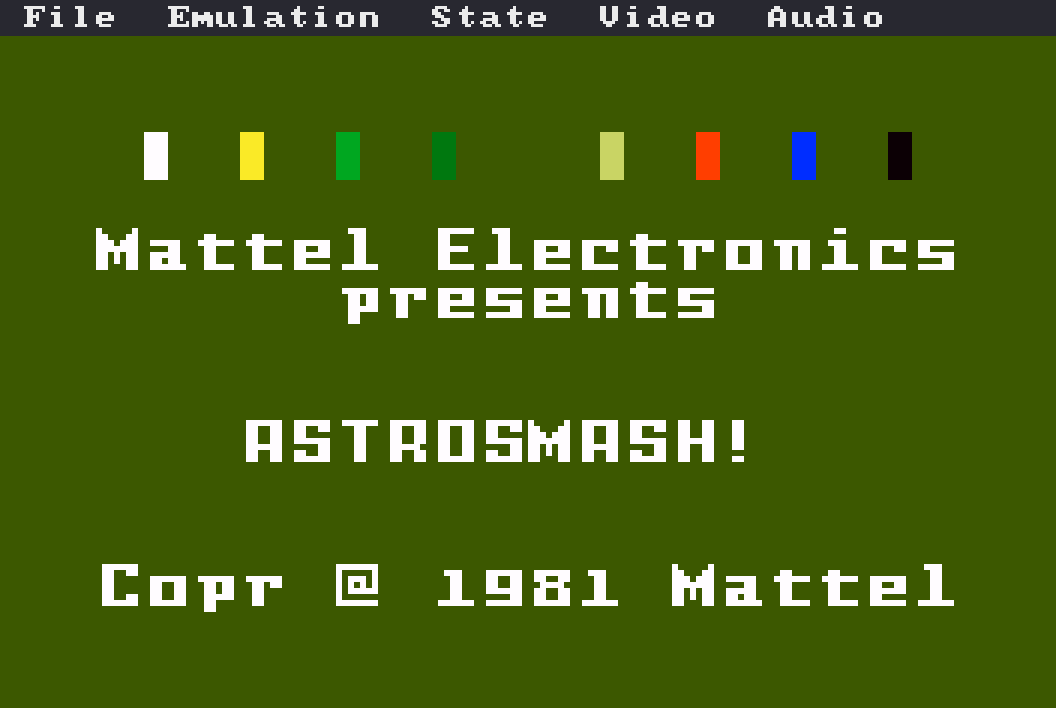 File Emulation State Video Audio
Mattel Electronics
presents
ASTROSMASH!
Copr @ 1981 Mattel